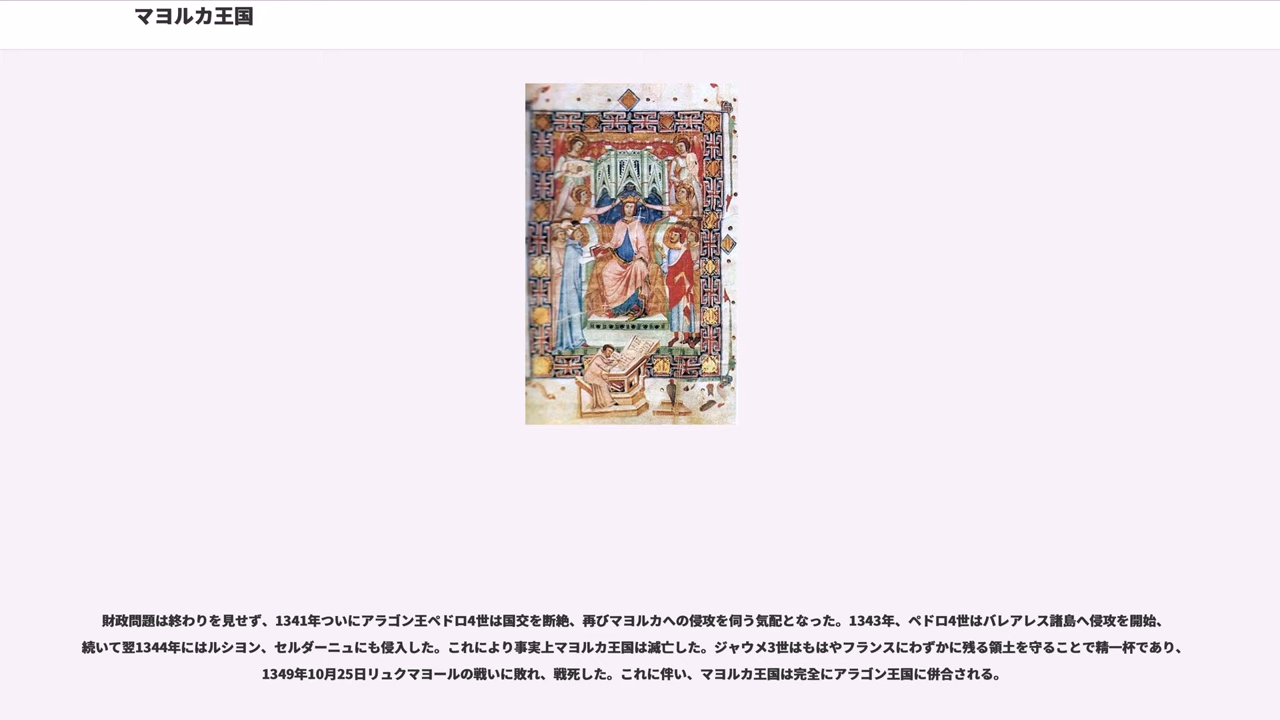 マヨルカ王国
財政問題は終わりを見せず、1341年ついにアラゴン王ペドロ4世は国交を断絶、再びマヨルカへの侵攻を伺う気配となった。1343年、ペドロ4世はバレアレス諸島へ侵攻を開始、
続いて翌1344年にはルシヨン、セルダーニュにも侵入した。これにより事実上マヨルカ王国は滅亡した。ジャウメ3世はもはやフランスにわずかに残る領土を守ることで精一杯であり、
1349年10月25日リュクマヨールの戦いに敗れ、戦死した。これに伴い、マヨルカ王国は完全にアラゴン王国に併合される。